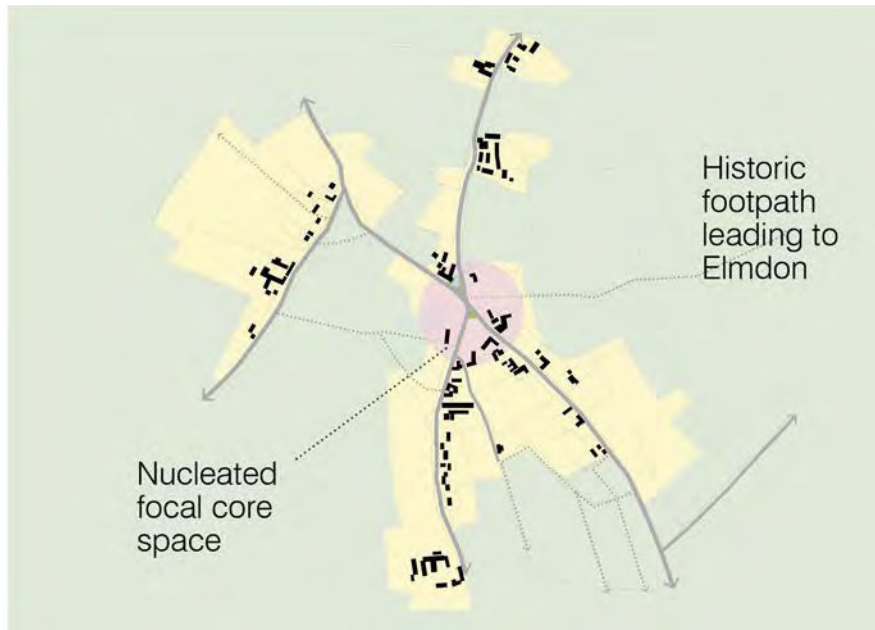 Historic
footpath
leading to
Elmdon
Nucleated
focal core
space